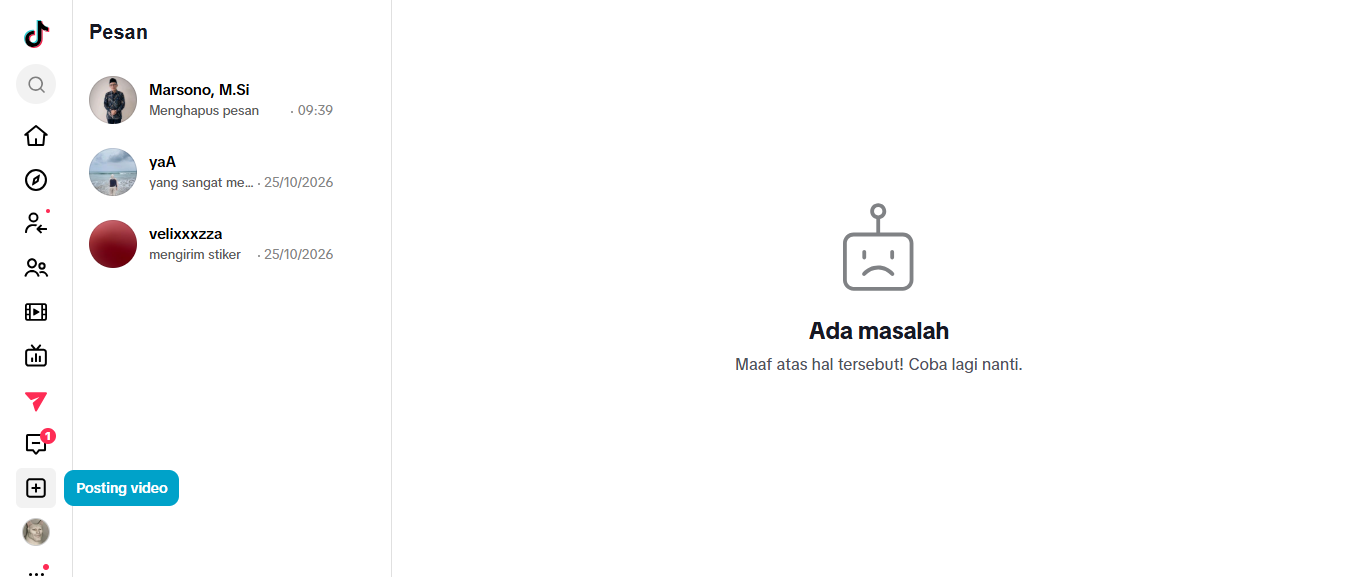 Pesan
Marsono, M.Si
Menghapus pesan · 09:39
yaA
yang sangat me... · 25/10/2026
velixxxzza
mengirim stiker · 25/10/2026
Ada masalah
Maaf atas hal tersebut! Coba lagi nanti.
1
Posting video